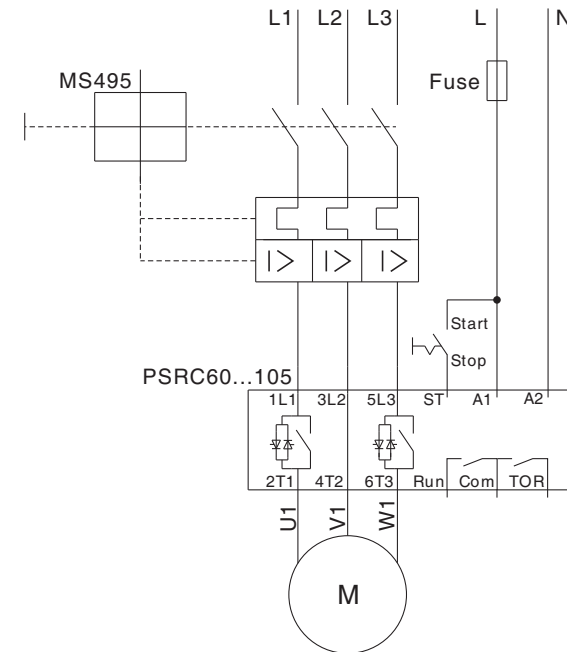 L1 L2 L3 L N
MS495
Fuse
I> I> I>
Start
Stop
PSRC60...105
1L1 3L2 5L3 ST A1 A2
2T1 4T2 6T3 Run Com TOR
U1 V1 W1
M